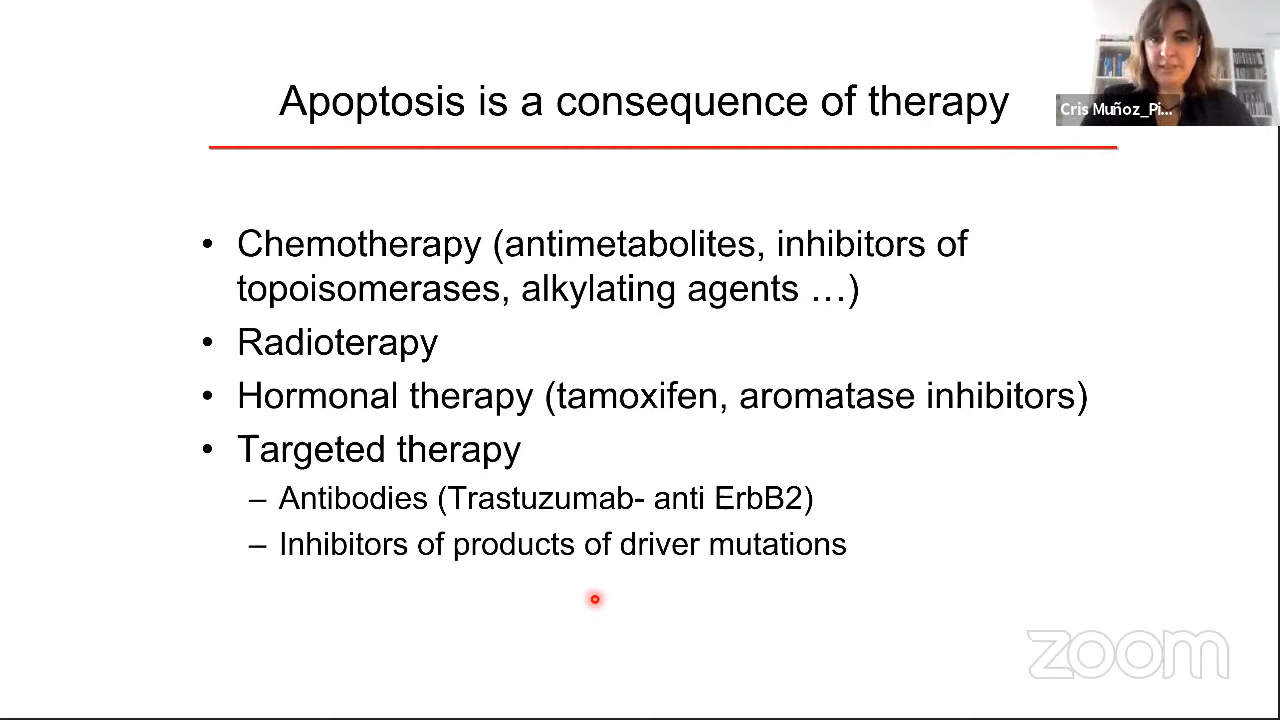 Apoptosis is a consequence of therapy
Cris Muñoz_Pi...
• Chemotherapy (antimetabolites, inhibitors of
topoisomerases, alkylating agents …)
• Radioterapy
• Hormonal therapy (tamoxifen, aromatase inhibitors)
• Targeted therapy
– Antibodies (Trastuzumab- anti ErbB2)
– Inhibitors of products of driver mutations
zoom